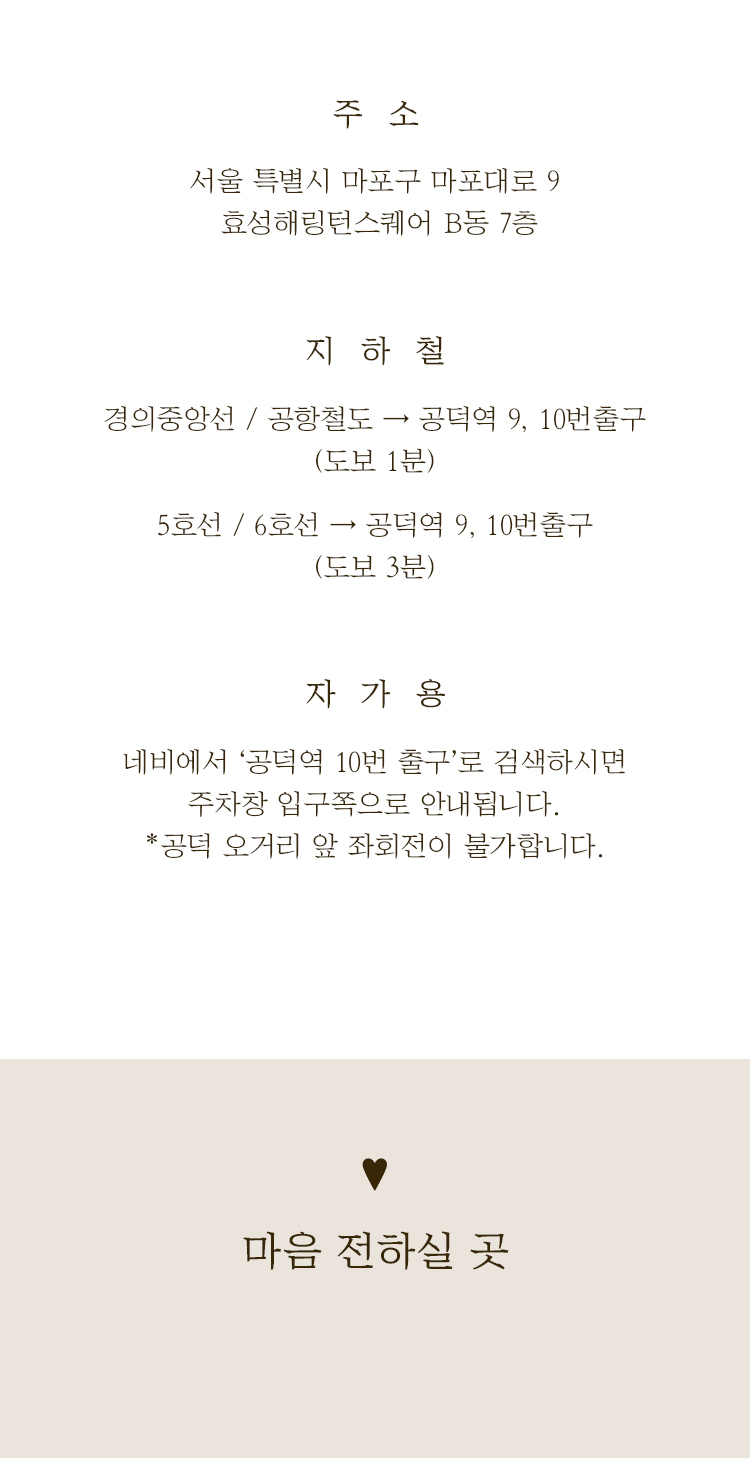 주 소
서울 특별시 마포구 마포대로 9
효성해링턴스퀘어 B동 7층
지 하 철
경의중앙선 / 공항철도 → 공덕역 9, 10번출구
(도보 1분)
5호선 / 6호선 → 공덕역 9, 10번출구
(도보 3분)
자 가 용
네비에서 ‘공덕역 10번 출구’로 검색하시면
주차창 입구쪽으로 안내됩니다.
*공덕 오거리 앞 좌회전이 불가합니다.
♥
마음 전하실 곳